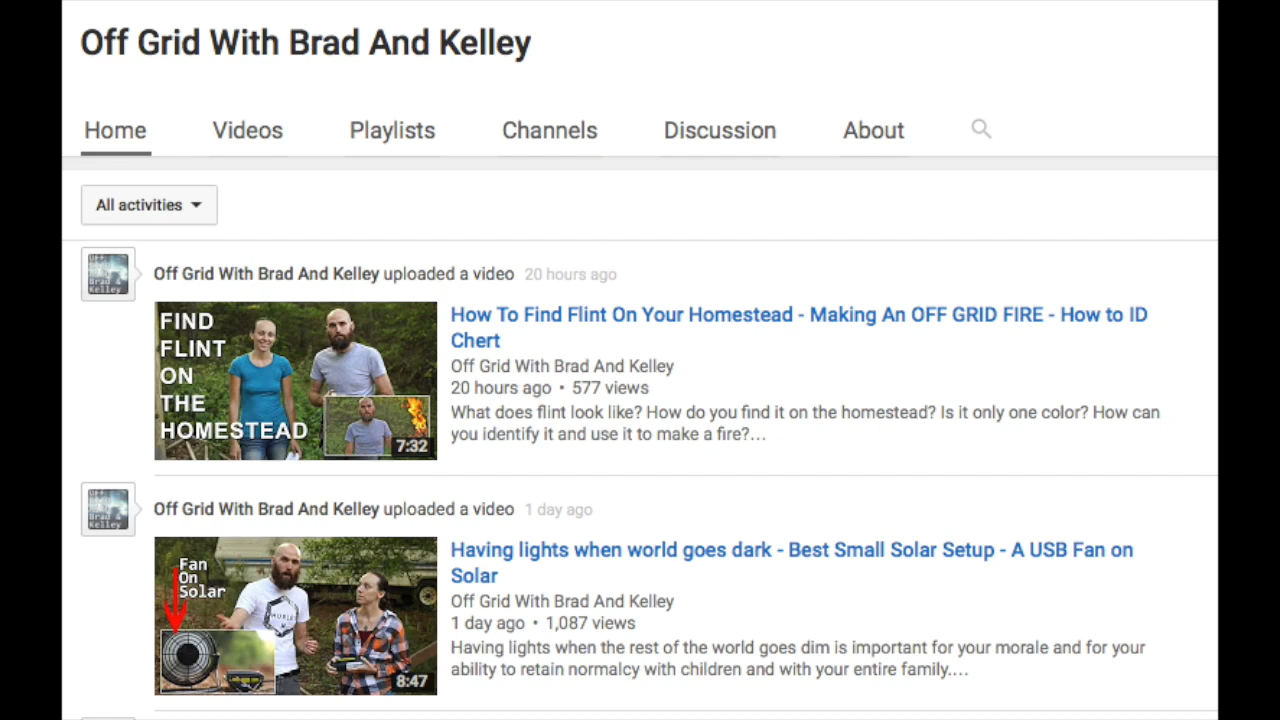 Off Grid With Brad And Kelley
Home Videos Playlists Channels Discussion About
All activities
Off Grid With Brad And Kelley uploaded a video 20 hours ago
Brad &
Kelley
FIND
FLINT
ON
THE
HOMESTEAD
7:32
How To Find Flint On Your Homestead - Making An OFF GRID FIRE - How to ID
Chert
Off Grid With Brad And Kelley
20 hours ago • 577 views
What does flint look like? How do you find it on the homestead? Is it only one color? How can
you identify it and use it to make a fire?...
Off Grid With Brad And Kelley uploaded a video 1 day ago
Brad &
Kelley
Fan
On
Solar
8:47
Having lights when world goes dark - Best Small Solar Setup - A USB Fan on
Solar
Off Grid With Brad And Kelley
1 day ago • 1,087 views
Having lights when the rest of the world goes dim is important for your morale and for your
ability to retain normalcy with children and with your entire family....